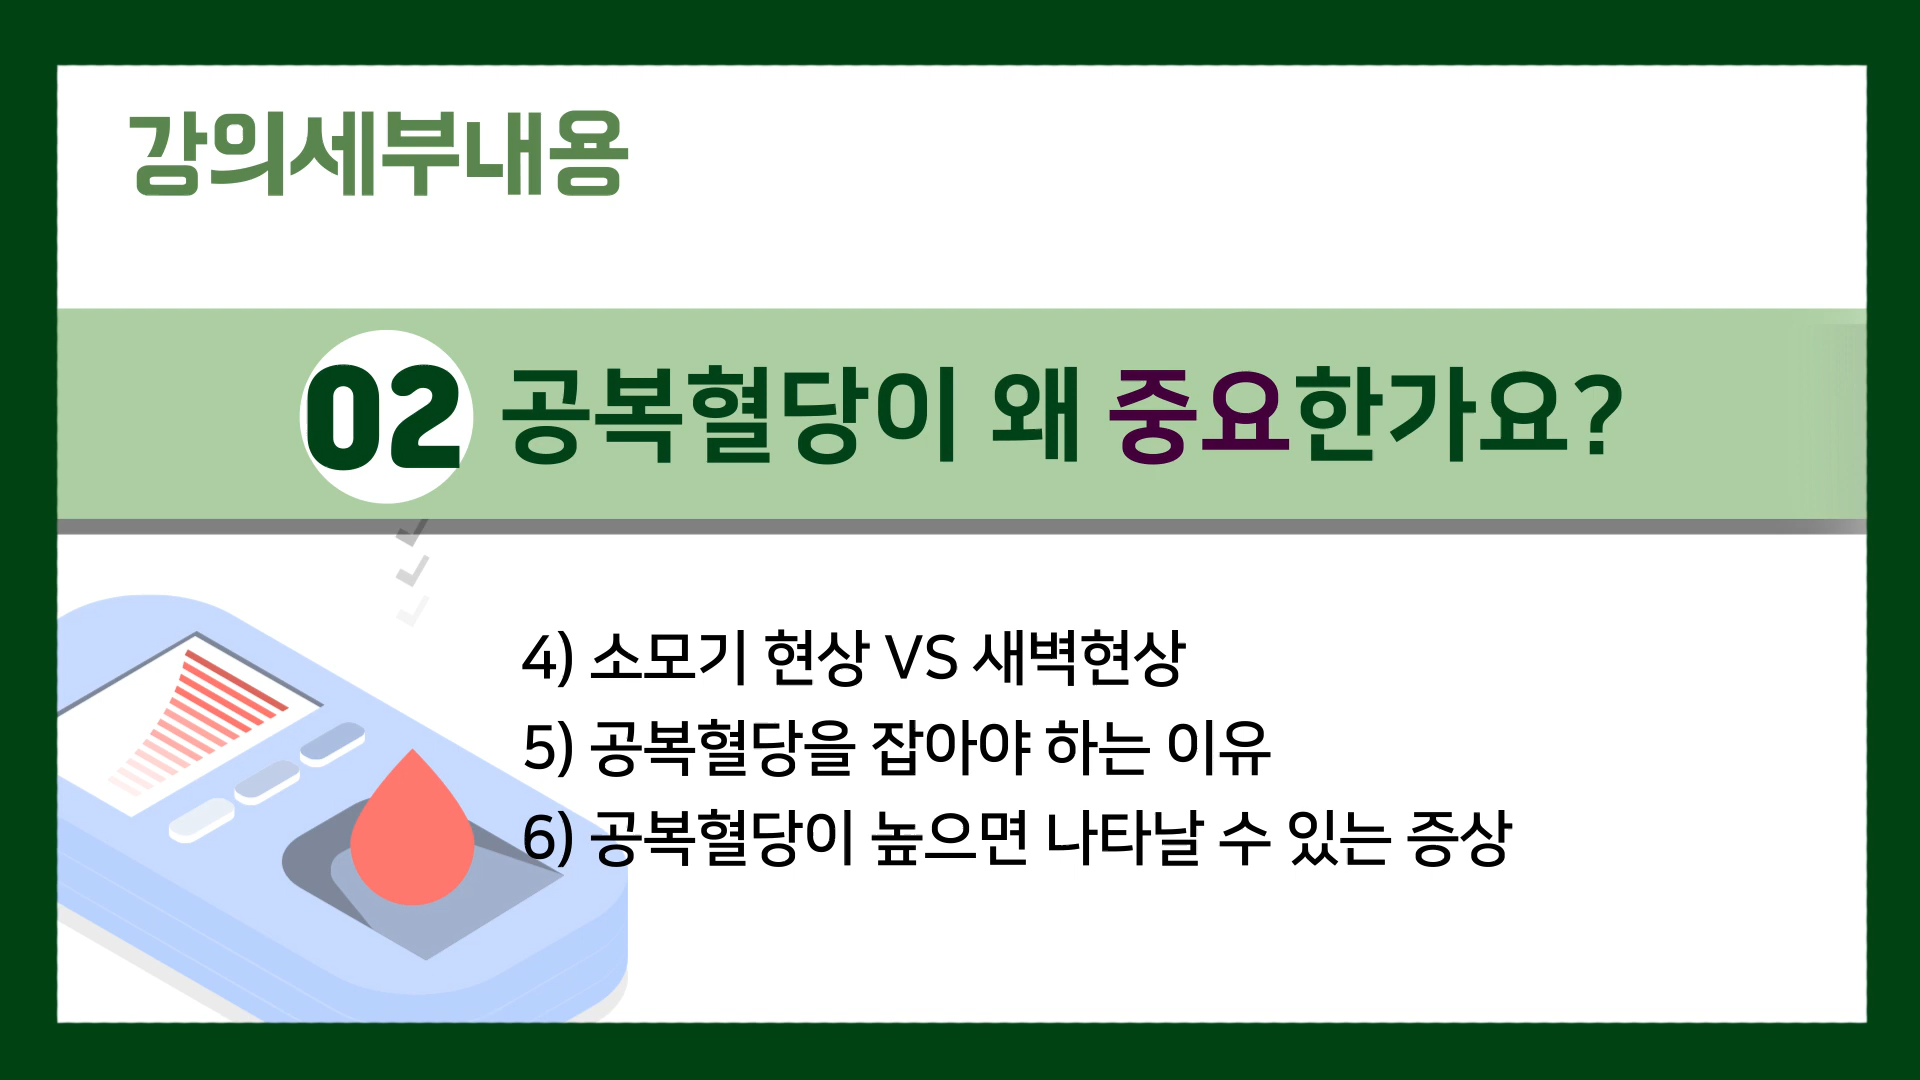 강의세부내용
02 공복혈당이 왜 중요한가요?
4) 소모기 현상 VS 새벽현상
5) 공복혈당을 잡아야 하는 이유
6) 공복혈당이 높으면 나타날 수 있는 증상